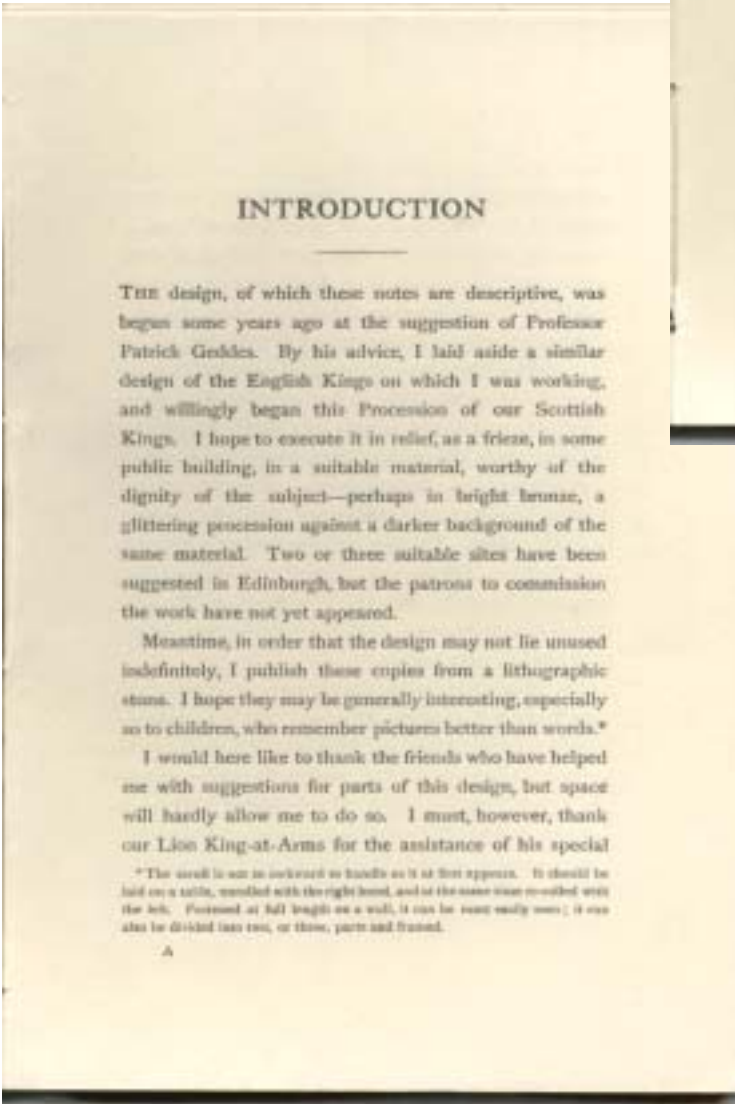 INTRODUCTION
THE design, of which these notes are descriptive, was
begun some years ago at the suggestion of Professor
Patrick Geddes. By his advice, I laid aside a similar
design of the English Kings on which I was working,
and willingly began this Procession of our Scottish
Kings. I hope to execute it in relief, as a frieze, in some
public building, in a suitable material, worthy of the
dignity of the subject—perhaps in bright bronze, a
glittering procession against a darker background of the
same material. Two or three suitable sites have been
suggested in Edinburgh, but the patrons to commission
the work have not yet appeared.
Meantime, in order that the design may not lie unused
indefinitely, I publish these copies from a lithographic
stone. I hope they may be generally interesting, especially
so to children, who remember pictures better than words.*
I would here like to thank the friends who have helped
me with suggestions for parts of this design, but space
will hardly allow me to do so. I must, however, thank
our Lion King-at-Arms for the assistance of his special
* The scroll is not so awkward to handle as it at first appears. It should be
laid on a table, unrolled with the right hand, and at the same time re-rolled with
the left. Fastened at full length on a wall, it can be most easily seen; it can
also be divided into two, or three, parts and framed.
A